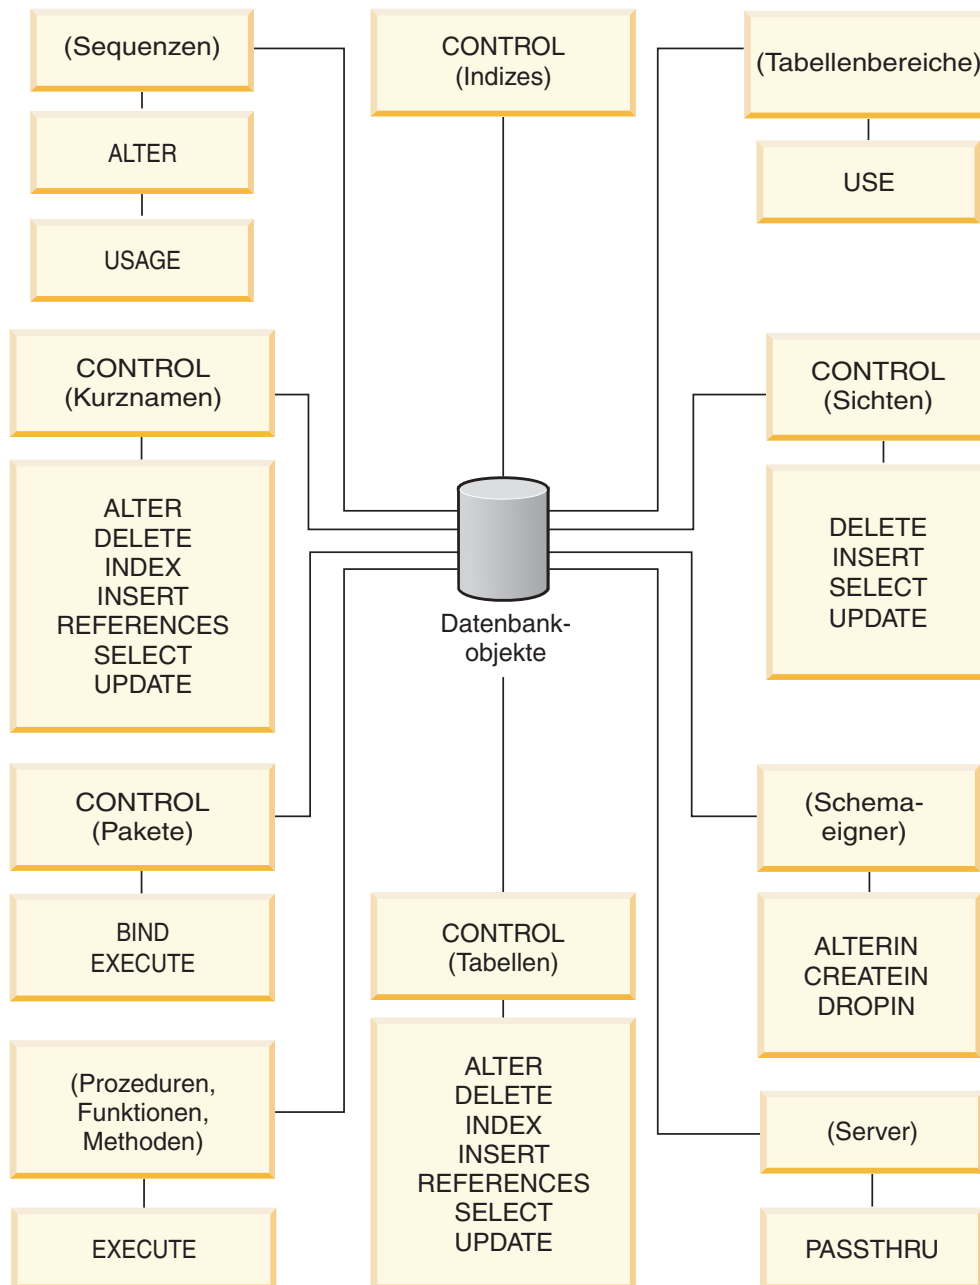 (Sequenzen)
ALTER
USAGE
CONTROL
(Indizes)
(Tabellenbereiche)
USE
CONTROL
(Kurznamen)
ALTER
DELETE
INDEX
INSERT
REFERENCES
SELECT
UPDATE
Datenbank-
objekte
CONTROL
(Sichten)
DELETE
INSERT
SELECT
UPDATE
CONTROL
(Pakete)
BIND
EXECUTE
CONTROL
(Tabellen)
ALTER
DELETE
INDEX
INSERT
REFERENCES
SELECT
UPDATE
(Schema-
eigner)
ALTERIN
CREATEIN
DROPIN
(Prozeduren,
Funktionen,
Methoden)
EXECUTE
(Server)
PASSTHRU